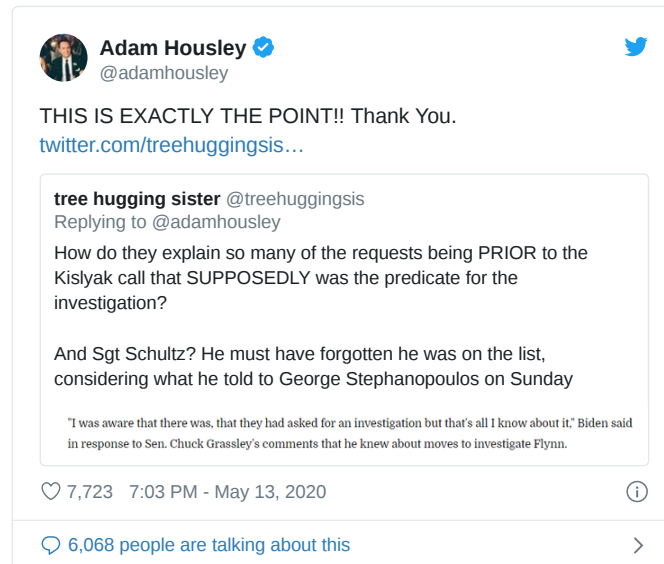 Adam Housley
@adamhousley
THIS IS EXACTLY THE POINT!! Thank You.
twitter.com/treehuggingsis…
tree hugging sister @treehuggingsis
Replying to @adamhousley
How do they explain so many of the requests being PRIOR to the
Kislyak call that SUPPOSEDLY was the predicate for the
investigation?
And Sgt Schultz? He must have forgotten he was on the list,
considering what he told to George Stephanopoulos on Sunday
"I was aware that there was, that they had asked for an investigation but that's all I know about it," Biden said
in response to Sen. Chuck Grassley's comments that he knew about moves to investigate Flynn.
7,723 7:03 PM - May 13, 2020
6,068 people are talking about this